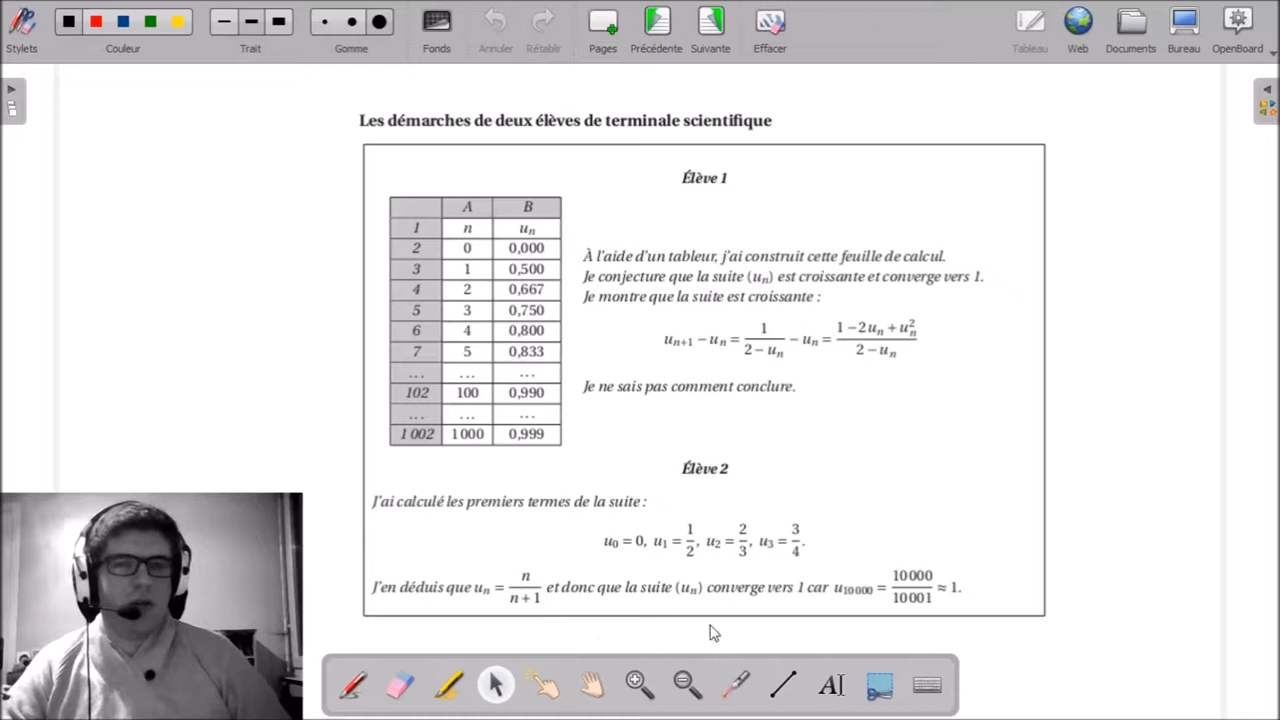 Stylets Couleur Trait Gomme Fonds Annuler Rétablir Pages Précédente Suivante Effacer Tableau Web Documents Bureau OpenBoard
Les démarches de deux élèves de terminale scientifique
Élève 1
A B
1 n uₙ
2 0 0,000
3 1 0,500
4 2 0,667
5 3 0,750
6 4 0,800
7 5 0,833
... ... ...
102 100 0,990
... ... ...
1 002 1000 0,999
À l'aide d'un tableur, j'ai construit cette feuille de calcul.
Je conjecture que la suite (uₙ) est croissante et converge vers 1.
Je montre que la suite est croissante :
uₙ₊₁ − uₙ = 1/(2 − uₙ) − uₙ = (1 − 2uₙ + uₙ²)/(2 − uₙ)
Je ne sais pas comment conclure.
Élève 2
J'ai calculé les premiers termes de la suite :
u₀ = 0, u₁ = 1/2, u₂ = 2/3, u₃ = 3/4.
J'en déduis que uₙ = n/(n + 1) et donc que la suite (uₙ) converge vers 1 car u₁₀₀₀₀ = 10000/10001 ≈ 1.
AI